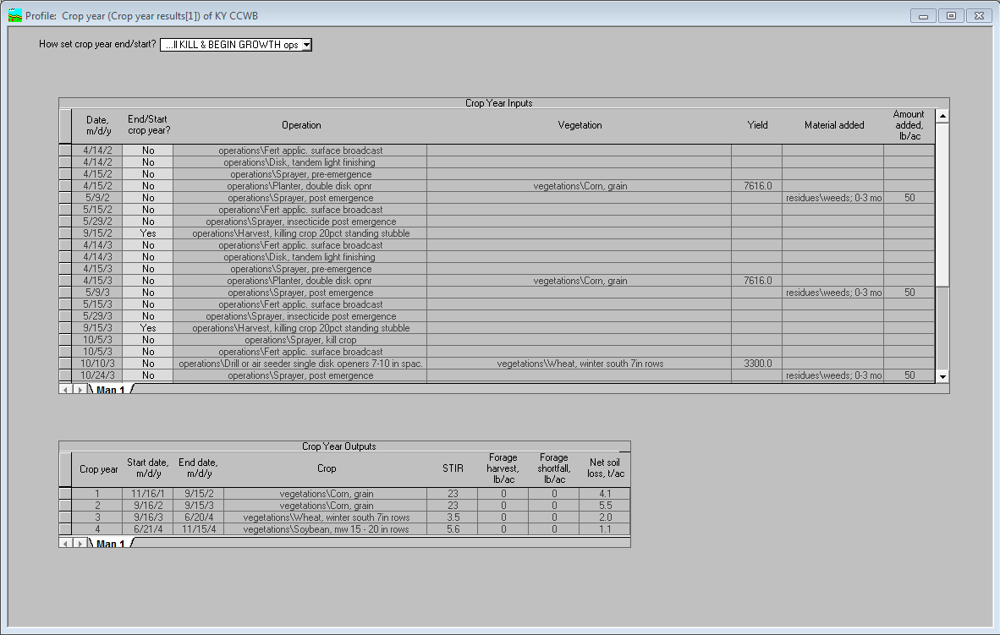 Profile: Crop year (Crop year results[1]) of KY CCWB
How set crop year end/start? ...ll KILL & BEGIN GROWTH ops
Crop Year Inputs
Date, m/d/y End/Start crop year? Operation Vegetation Yield Material added Amount added, lb/ac
4/14/2 No operations\Fert applic. surface broadcast
4/14/2 No operations\Disk, tandem light finishing
4/15/2 No operations\Sprayer, pre-emergence
4/15/2 No operations\Planter, double disk opnr vegetations\Corn, grain 7616.0
5/9/2 No operations\Sprayer, post emergence residues\weeds; 0-3 mo 50
5/15/2 No operations\Fert applic. surface broadcast
5/29/2 No operations\Sprayer, insecticide post emergence
9/15/2 Yes operations\Harvest, killing crop 20pct standing stubble
4/14/3 No operations\Fert applic. surface broadcast
4/14/3 No operations\Disk, tandem light finishing
4/15/3 No operations\Sprayer, pre-emergence
4/15/3 No operations\Planter, double disk opnr vegetations\Corn, grain 7616.0
5/9/3 No operations\Sprayer, post emergence residues\weeds; 0-3 mo 50
5/15/3 No operations\Fert applic. surface broadcast
5/29/3 No operations\Sprayer, insecticide post emergence
9/15/3 Yes operations\Harvest, killing crop 20pct standing stubble
10/5/3 No operations\Sprayer, kill crop
10/5/3 No operations\Fert applic. surface broadcast
10/10/3 No operations\Drill or air seeder single disk openers 7-10 in spac. vegetations\Wheat, winter south 7in rows 3300.0
10/24/3 No operations\Sprayer, post emergence residues\weeds; 0-3 mo 50
Man 1
Crop Year Outputs
Crop year Start date, m/d/y End date, m/d/y Crop STIR Forage harvest, lb/ac Forage shortfall, lb/ac Net soil loss, t/ac
1 11/16/1 9/15/2 vegetations\Corn, grain 23 0 0 4.1
2 9/16/2 9/15/3 vegetations\Corn, grain 23 0 0 5.5
3 9/16/3 6/20/4 vegetations\Wheat, winter south 7in rows 3.5 0 0 2.0
4 6/21/4 11/15/4 vegetations\Soybean, mw 15 - 20 in rows 5.6 0 0 1.1
Man 1